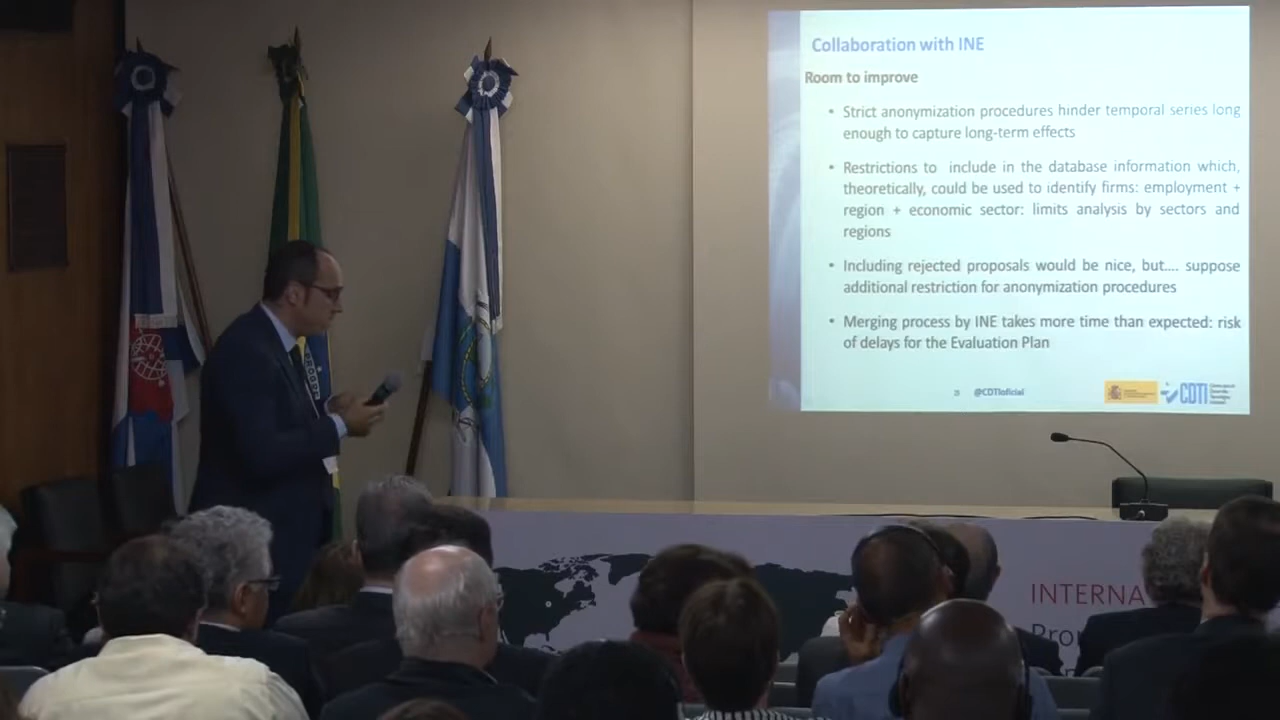 Collaboration with INE
Room to improve
• Strict anonymization procedures hinder temporal series long
enough to capture long-term effects
• Restrictions to include in the database information which,
theoretically, could be used to identify firms: employment +
region + economic sector: limits analysis by sectors and
regions
• Including rejected proposals would be nice, but.... suppose
additional restriction for anonymization procedures
• Merging process by INE takes more time than expected: risk
of delays for the Evaluation Plan
@CDTIoficial
CDTI
INTERNA